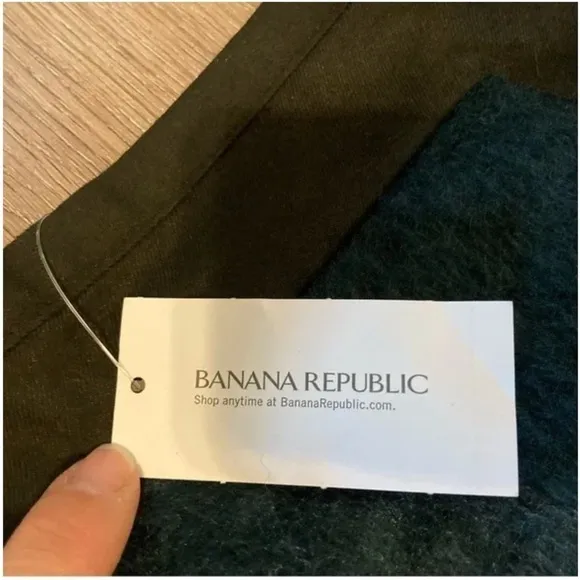 BANANA REPUBLIC
Shop anytime at BananaRepublic.com.